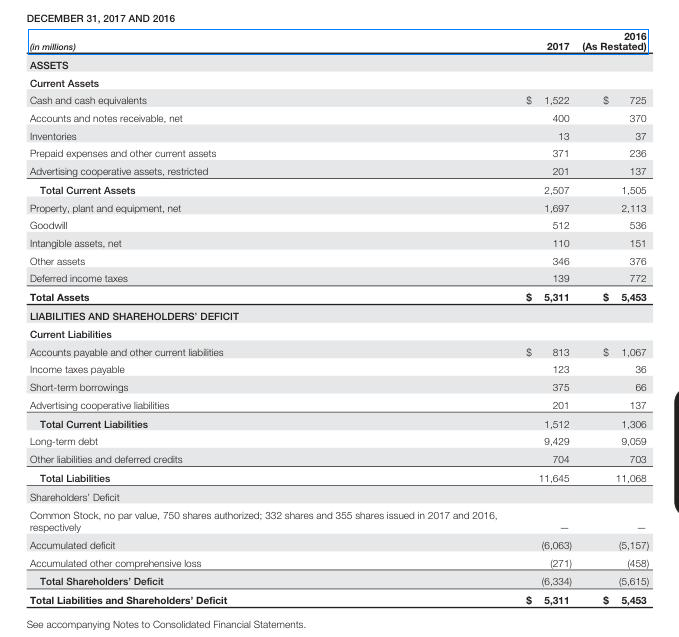 DECEMBER 31, 2017 AND 2016
2016
(in millions) 2017 (As Restated)
ASSETS
Current Assets
Cash and cash equivalents $ 1,522 $ 725
Accounts and notes receivable, net 400 370
Inventories 13 37
Prepaid expenses and other current assets 371 236
Advertising cooperative assets, restricted 201 137
Total Current Assets 2,507 1,505
Property, plant and equipment, net 1,697 2,113
Goodwill 512 536
Intangible assets, net 110 151
Other assets 346 376
Deferred income taxes 139 772
Total Assets $ 5,311 $ 5,453
LIABILITIES AND SHAREHOLDERS' DEFICIT
Current Liabilities
Accounts payable and other current liabilities $ 813 $ 1,067
Income taxes payable 123 36
Short-term borrowings 375 66
Advertising cooperative liabilities 201 137
Total Current Liabilities 1,512 1,306
Long-term debt 9,429 9,059
Other liabilities and deferred credits 704 703
Total Liabilities 11,645 11,068
Shareholders' Deficit
Common Stock, no par value, 750 shares authorized; 332 shares and 355 shares issued in 2017 and 2016,
respectively — —
Accumulated deficit (6,063) (5,157)
Accumulated other comprehensive loss (271) (458)
Total Shareholders' Deficit (6,334) (5,615)
Total Liabilities and Shareholders' Deficit $ 5,311 $ 5,453
See accompanying Notes to Consolidated Financial Statements.